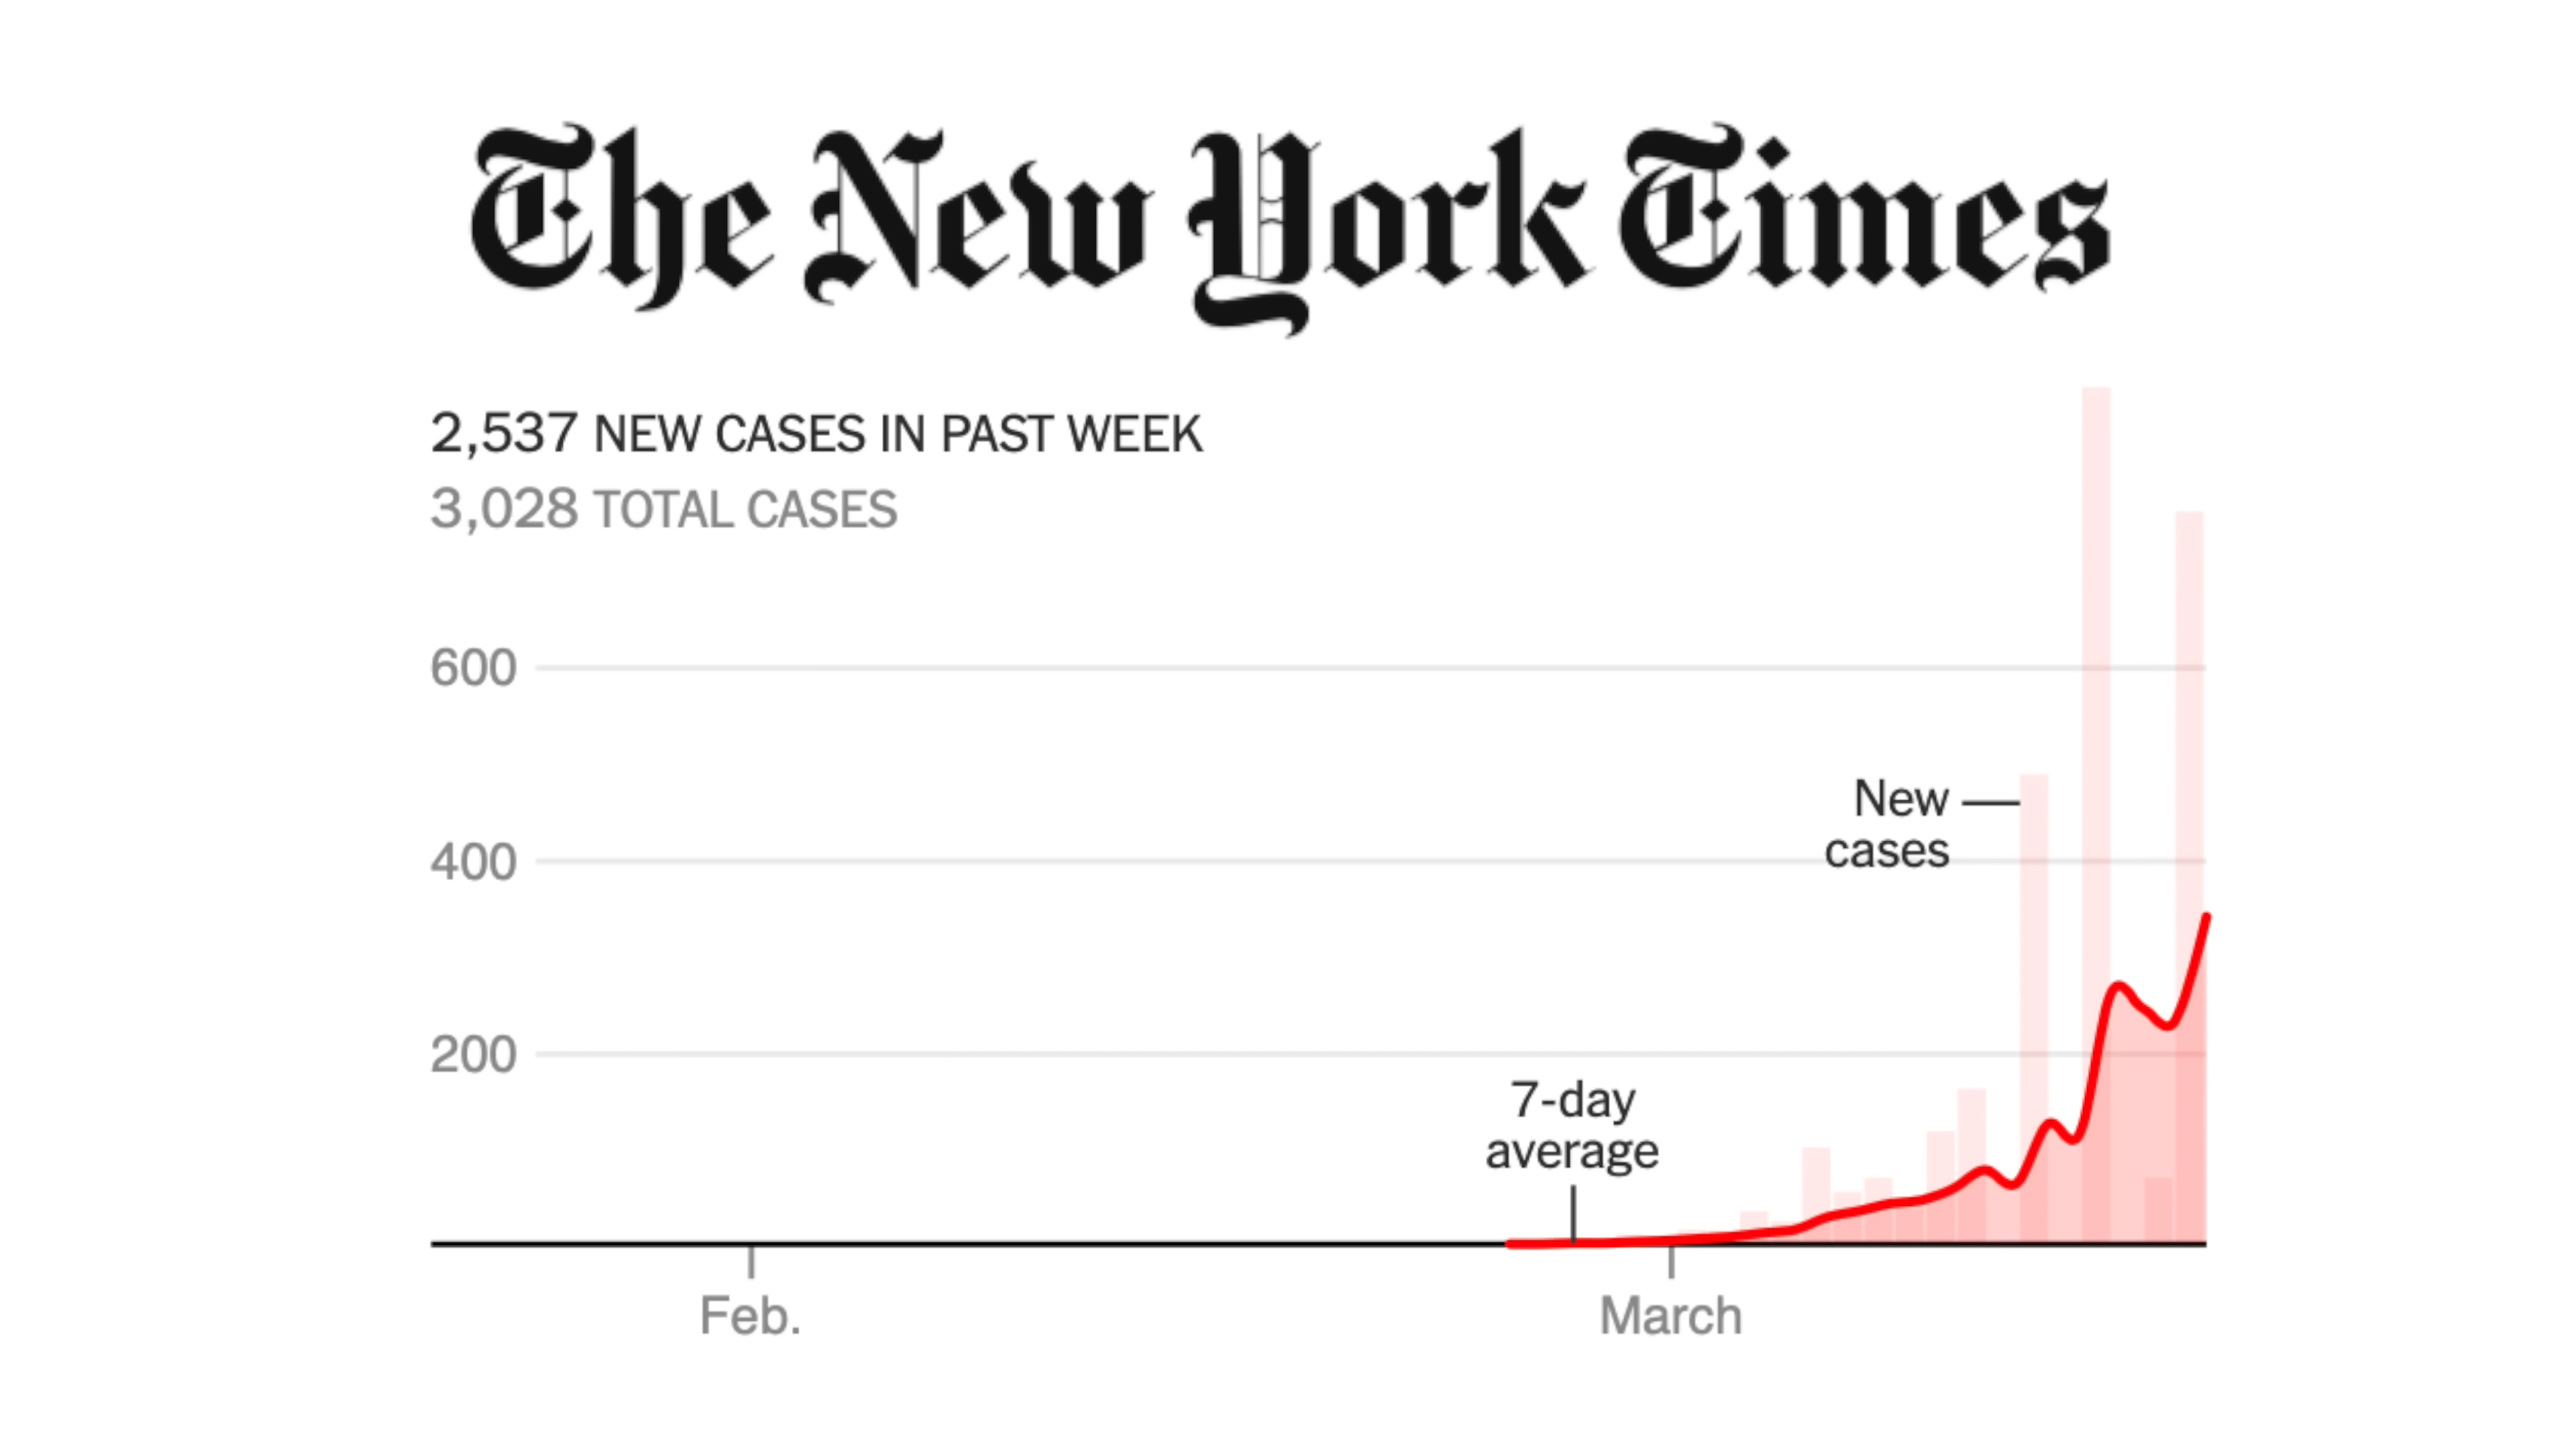 The New York Times
2,537 NEW CASES IN PAST WEEK
3,028 TOTAL CASES
600
New
cases
400
200
7-day
average
Feb.
March